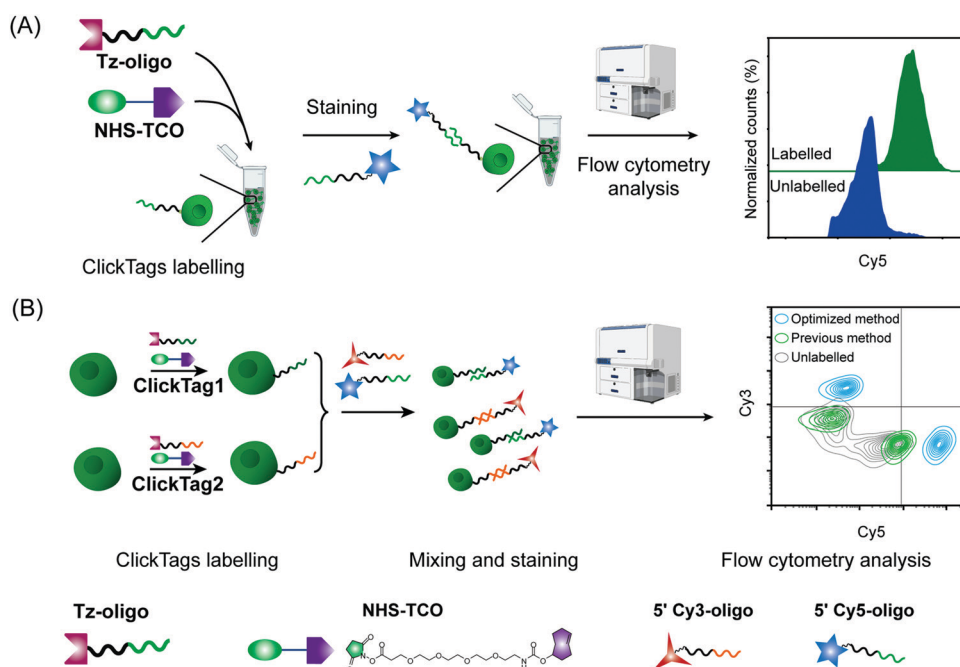 (A)
Tz-oligo
NHS-TCO
ClickTags labelling
Staining
Flow cytometry
analysis
Normalized counts (%)
Labelled
Unlabelled
Cy5
(B)
ClickTag1
ClickTag2
Optimized method
Previous method
Unlabelled
Cy3
Cy5
ClickTags labelling
Mixing and staining
Flow cytometry analysis
Tz-oligo
NHS-TCO
5' Cy3-oligo
5' Cy5-oligo
O
N
O
O
O
O
O
O
O
N
H
O
O